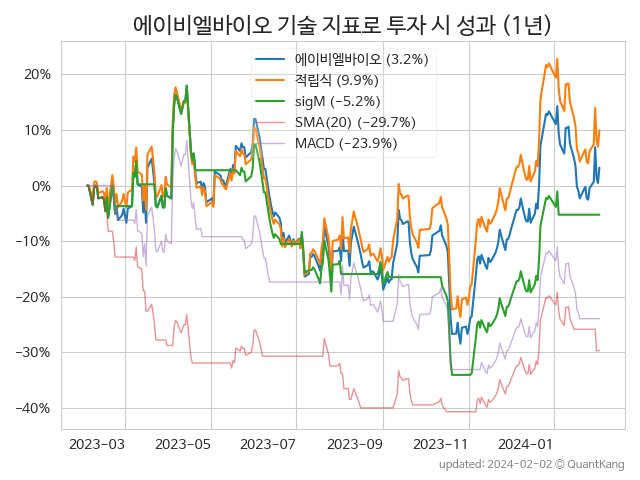 에이비엘바이오 기술 지표로 투자 시 성과 (1년)
에이비엘바이오 (3.2%)
적립식 (9.9%)
sigM (−5.2%)
SMA(20) (−29.7%)
MACD (−23.9%)
20%
10%
0%
−10%
−20%
−30%
−40%
2023-03 2023-05 2023-07 2023-09 2023-11 2024-01
updated: 2024-02-02 © QuantKang